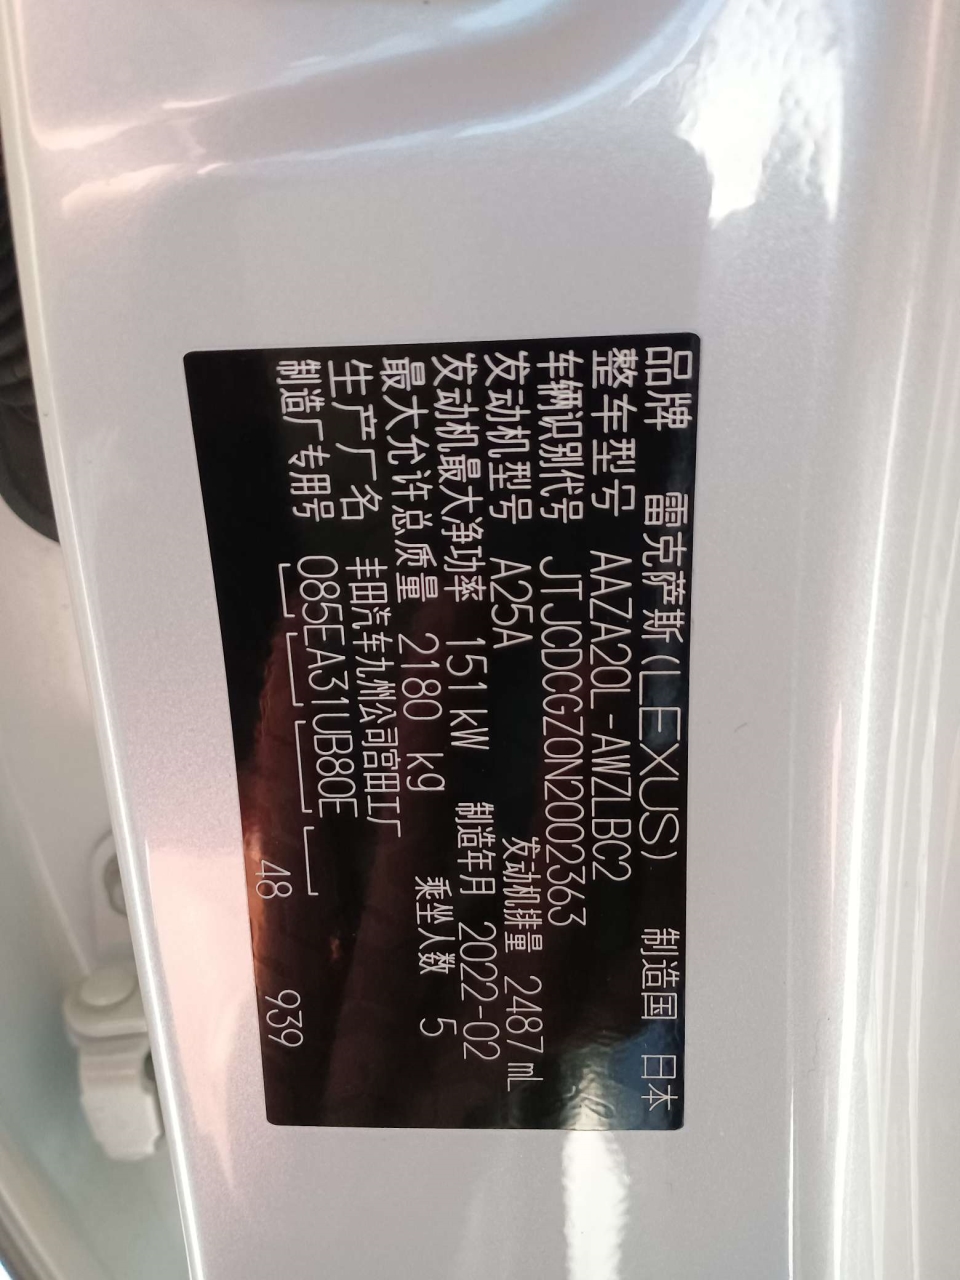 品牌 雷克萨斯(LEXUS) 制造国 日本
整车型号 AAZA20L-AWZLBC2
车辆识别代号 JTJCDCGZ0N2002363
发动机型号 A25A 发动机排量 2487 mL
发动机最大净功率 151 kW 制造年月 2022-02
最大允许总质量 2180 kg 乘坐人数 5
生产厂名 丰田汽车九州公司宫田工厂
制造厂专用号 085EA31UB80E
48 939